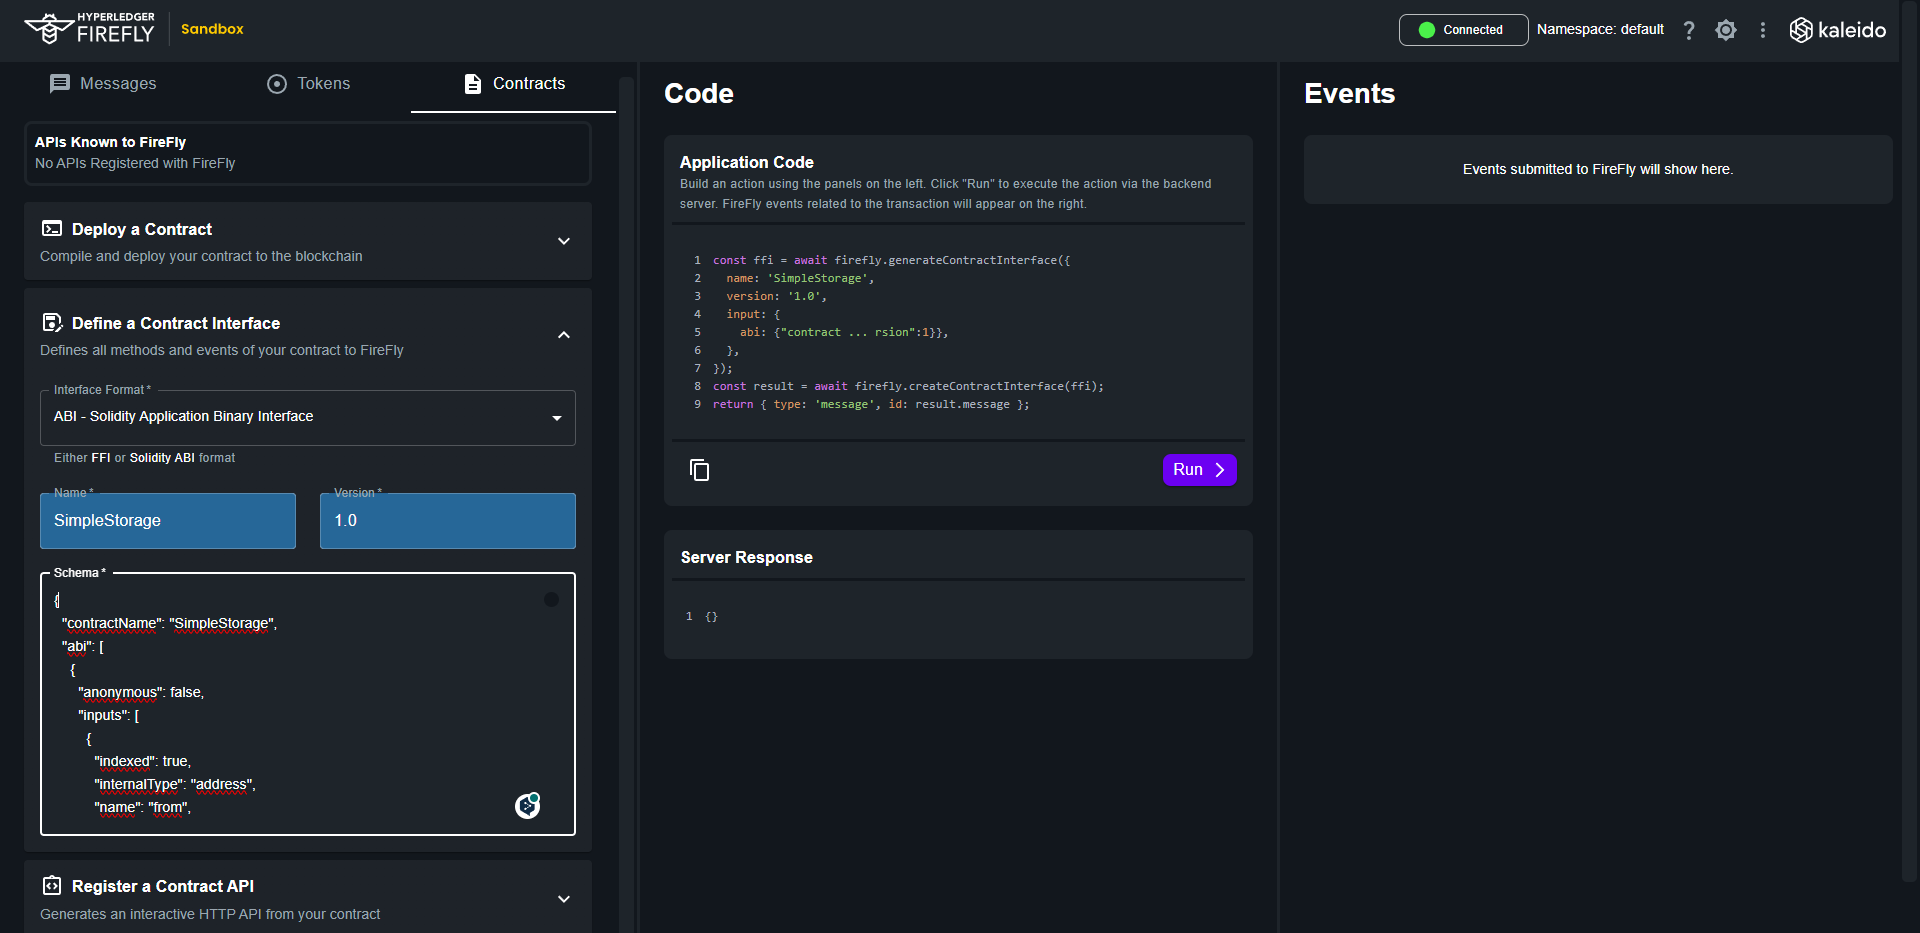 HYPERLEDGER
FIREFLY
Sandbox
Connected
Namespace: default
?
kaleido
Messages
Tokens
Contracts
APIs Known to FireFly
No APIs Registered with FireFly
Deploy a Contract
Compile and deploy your contract to the blockchain
Define a Contract Interface
Defines all methods and events of your contract to FireFly
Interface Format *
ABI - Solidity Application Binary Interface
Either FFI or Solidity ABI format
Name *
SimpleStorage
Version *
1.0
Schema *
{
"contractName": "SimpleStorage",
"abi": [
{
"anonymous": false,
"inputs": [
{
"indexed": true,
"internalType": "address",
"name": "from",
Register a Contract API
Generates an interactive HTTP API from your contract
Code
Application Code
Build an action using the panels on the left. Click "Run" to execute the action via the backend
server. FireFly events related to the transaction will appear on the right.
1 const ffi = await firefly.generateContractInterface({
2 name: 'SimpleStorage',
3 version: '1.0',
4 input: {
5 abi: {"contract ... rsion":1}},
6 },
7 });
8 const result = await firefly.createContractInterface(ffi);
9 return { type: 'message', id: result.message };
Run
Server Response
1 {}
Events
Events submitted to FireFly will show here.